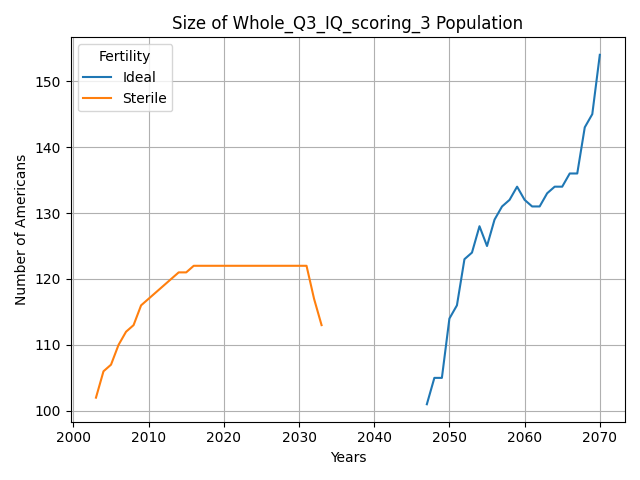 Size of Whole_Q3_IQ_scoring_3 Population
Fertility
Ideal
Sterile
Number of Americans
150
140
130
120
110
100
2000 2010 2020 2030 2040 2050 2060 2070
Years